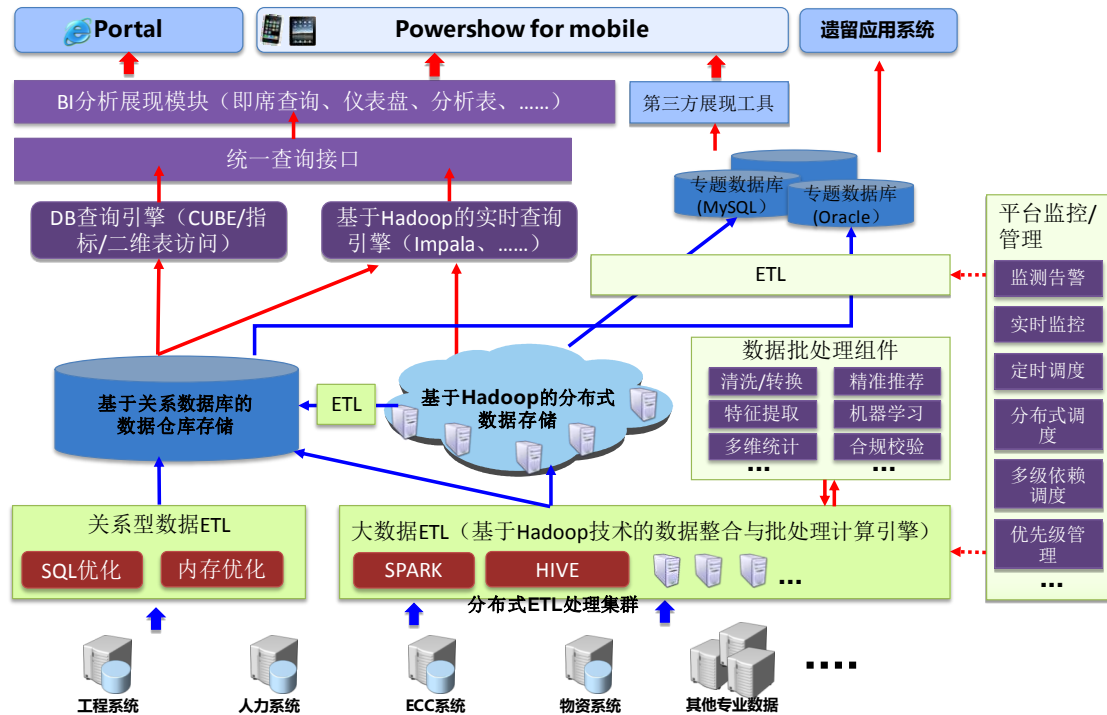 Portal
Powershow for mobile
遗留应用系统
BI分析展现模块（即席查询、仪表盘、分析表、……）
第三方展现工具
统一查询接口
专题数据库
(MySQL）
专题数据库
(Oracle）
DB查询引擎（CUBE/指
标/二维表访问）
基于Hadoop的实时查询
引擎（Impala、……）
平台监控/
管理
ETL
监测告警
实时监控
定时调度
分布式调
度
多级依赖
调度
优先级管
理
...
数据批处理组件
清洗/转换
精准推荐
特征提取
机器学习
多维统计
合规校验
...
...
基于关系数据库的
数据仓库存储
ETL
基于Hadoop的分布式
数据存储
关系型数据ETL
SQL优化
内存优化
大数据ETL（基于Hadoop技术的数据整合与批处理计算引擎）
SPARK
HIVE
...
分布式ETL处理集群
工程系统
人力系统
ECC系统
物资系统
其他专业数据
....